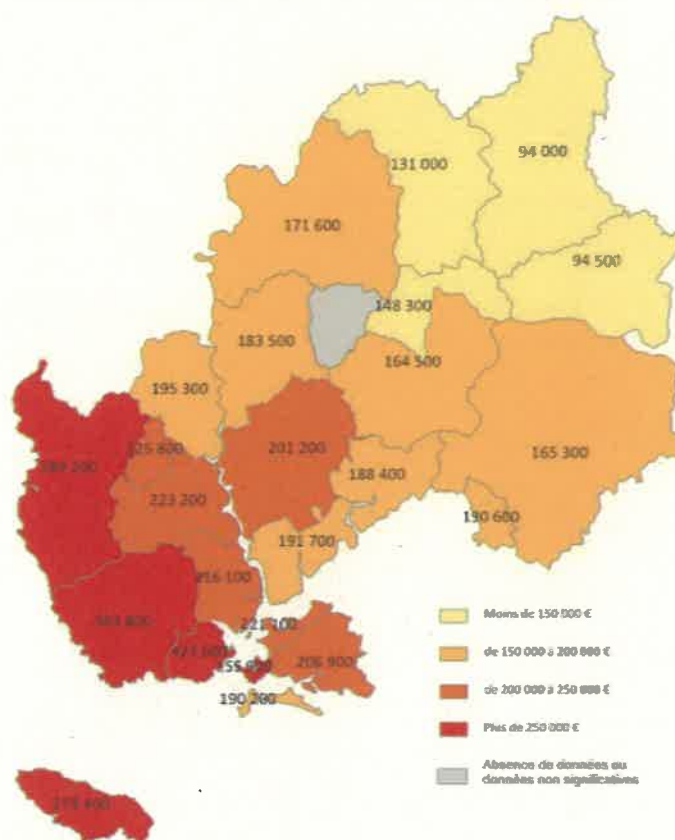 131 000
94 000
171 600
94 500
148 300
183 500
164 500
195 300
201 200
165 300
188 400
223 200
190 600
191 700
216 100
206 900
190 200
Moins de 150 000 €
de 150 000 à 200 000 €
de 200 000 à 250 000 €
Plus de 250 000 €
Absence de données ou
données non significatives